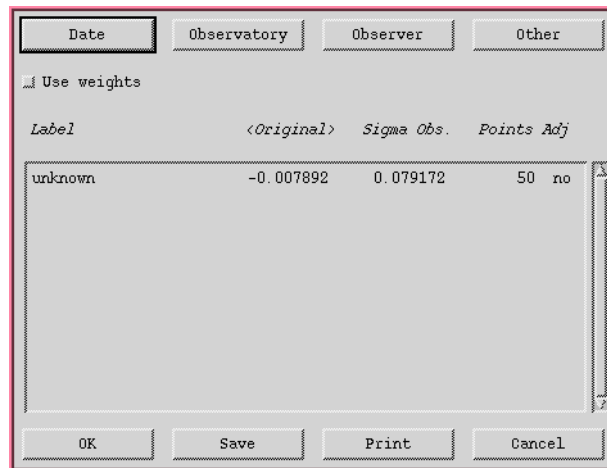 Date Observatory Observer Other
Use weights
Label <Original> Sigma Obs. Points Adj
unknown -0.007892 0.079172 50 no
OK Save Print Cancel